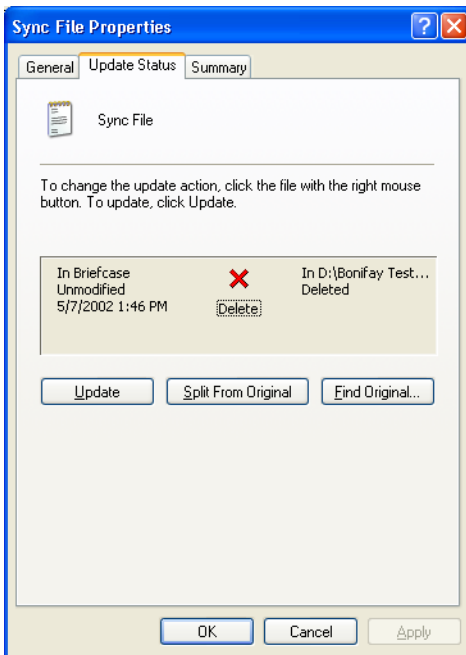 Sync File Properties
General Update Status Summary
Sync File
To change the update action, click the file with the right mouse
button. To update, click Update.
In Briefcase
Unmodified
5/7/2002 1:46 PM
Delete
In D:\Bonifay Test...
Deleted
Update Split From Original Find Original...
OK Cancel Apply